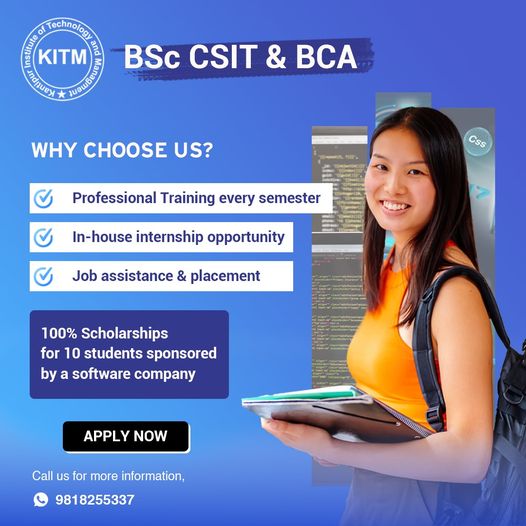 Kantipur Institute of Technology and Managment
KITM
BSc CSIT & BCA
WHY CHOOSE US?
Css
Professional Training every semester
In-house internship opportunity
Job assistance & placement
100% Scholarships
for 10 students sponsored
by a software company
APPLY NOW
Call us for more information,
9818255337